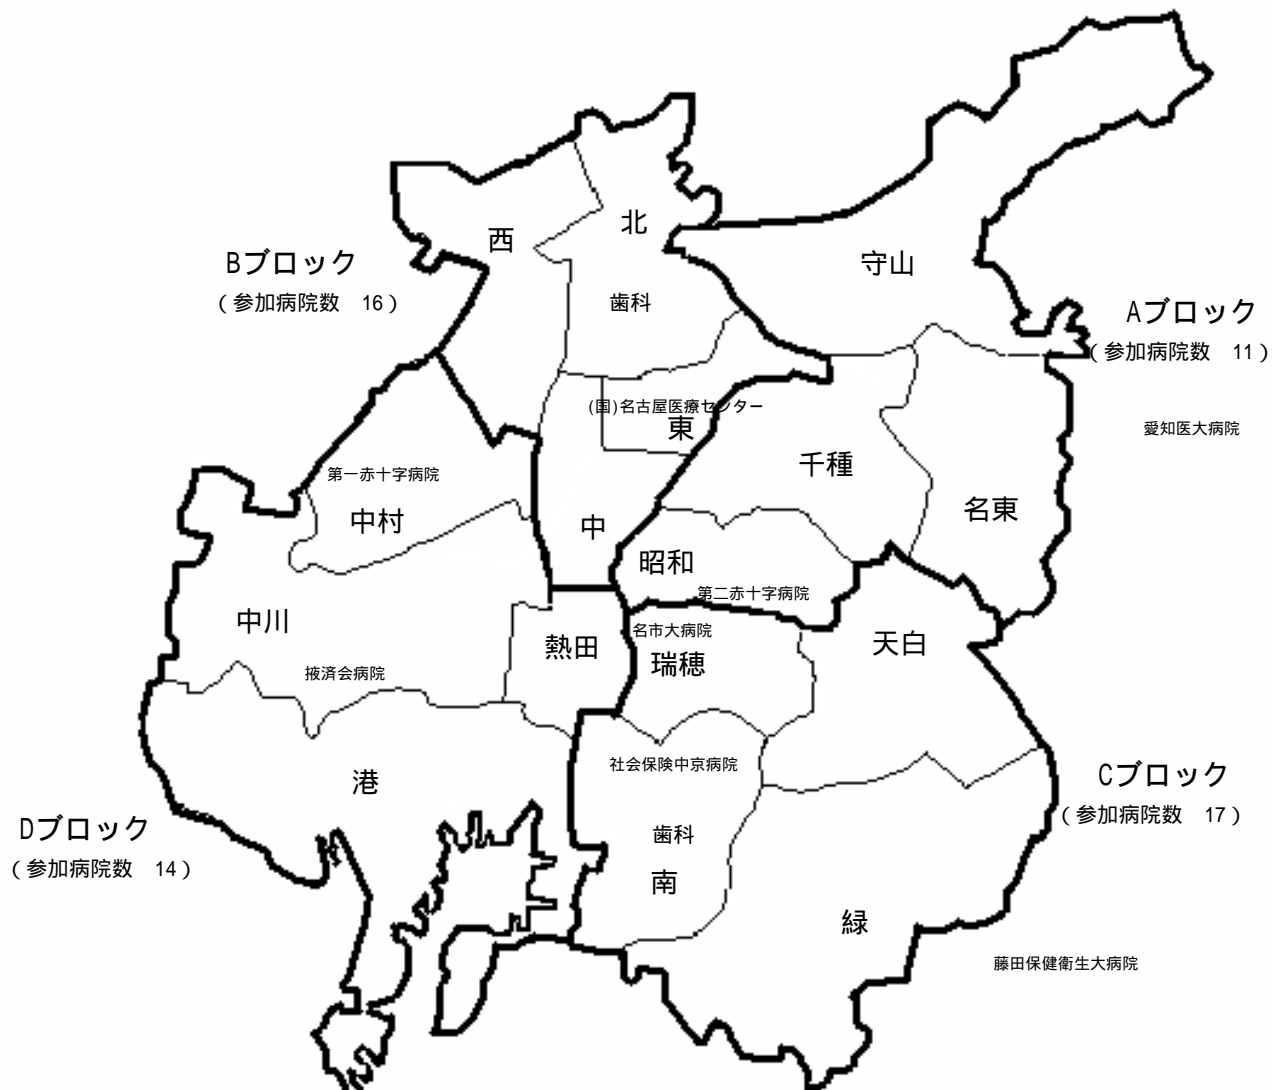 北
西
守山
Bブロック
(参加病院数 16)
歯科
Aブロック
(参加病院数 11)
(国)名古屋医療センター
東
愛知医大病院
千種
第一赤十字病院
中村
中
名東
昭和
第二赤十字病院
中川
熱田
名市大病院
瑞穂
天白
掖済会病院
社会保険中京病院
港
Cブロック
(参加病院数 17)
Dブロック
(参加病院数 14)
歯科
南
緑
藤田保健衛生大病院